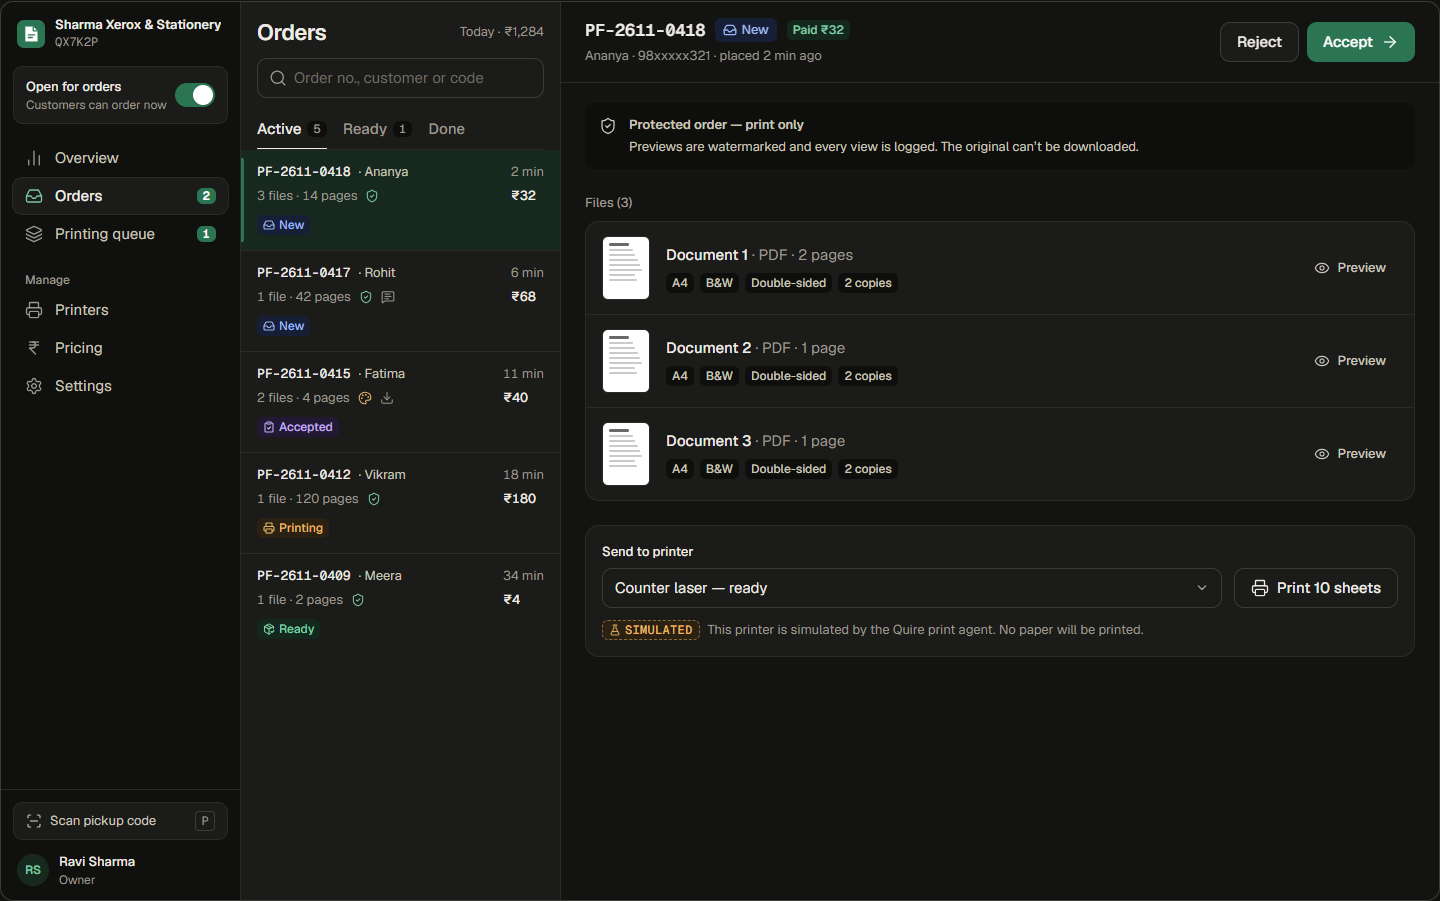 Sharma Xerox & Stationery
QX7K2P
Open for orders
Customers can order now
Overview
Orders 2
Printing queue 1
Manage
Printers
Pricing
Settings
Scan pickup code P
RS
Ravi Sharma
Owner
Orders
Today · ₹1,284
Order no., customer or code
Active 5 Ready 1 Done
PF-2611-0418 · Ananya 2 min
3 files · 14 pages ₹32
New
PF-2611-0417 · Rohit 6 min
1 file · 42 pages ₹68
New
PF-2611-0415 · Fatima 11 min
2 files · 4 pages ₹40
Accepted
PF-2611-0412 · Vikram 18 min
1 file · 120 pages ₹180
Printing
PF-2611-0409 · Meera 34 min
1 file · 2 pages ₹4
Ready
PF-2611-0418 New Paid ₹32
Ananya · 98xxxxx321 · placed 2 min ago
Reject
Accept
Protected order — print only
Previews are watermarked and every view is logged. The original can't be downloaded.
Files (3)
Document 1 · PDF · 2 pages
A4 B&W Double-sided 2 copies
Preview
Document 2 · PDF · 1 page
A4 B&W Double-sided 2 copies
Preview
Document 3 · PDF · 1 page
A4 B&W Double-sided 2 copies
Preview
Send to printer
Counter laser — ready
Print 10 sheets
SIMULATED This printer is simulated by the Quire print agent. No paper will be printed.